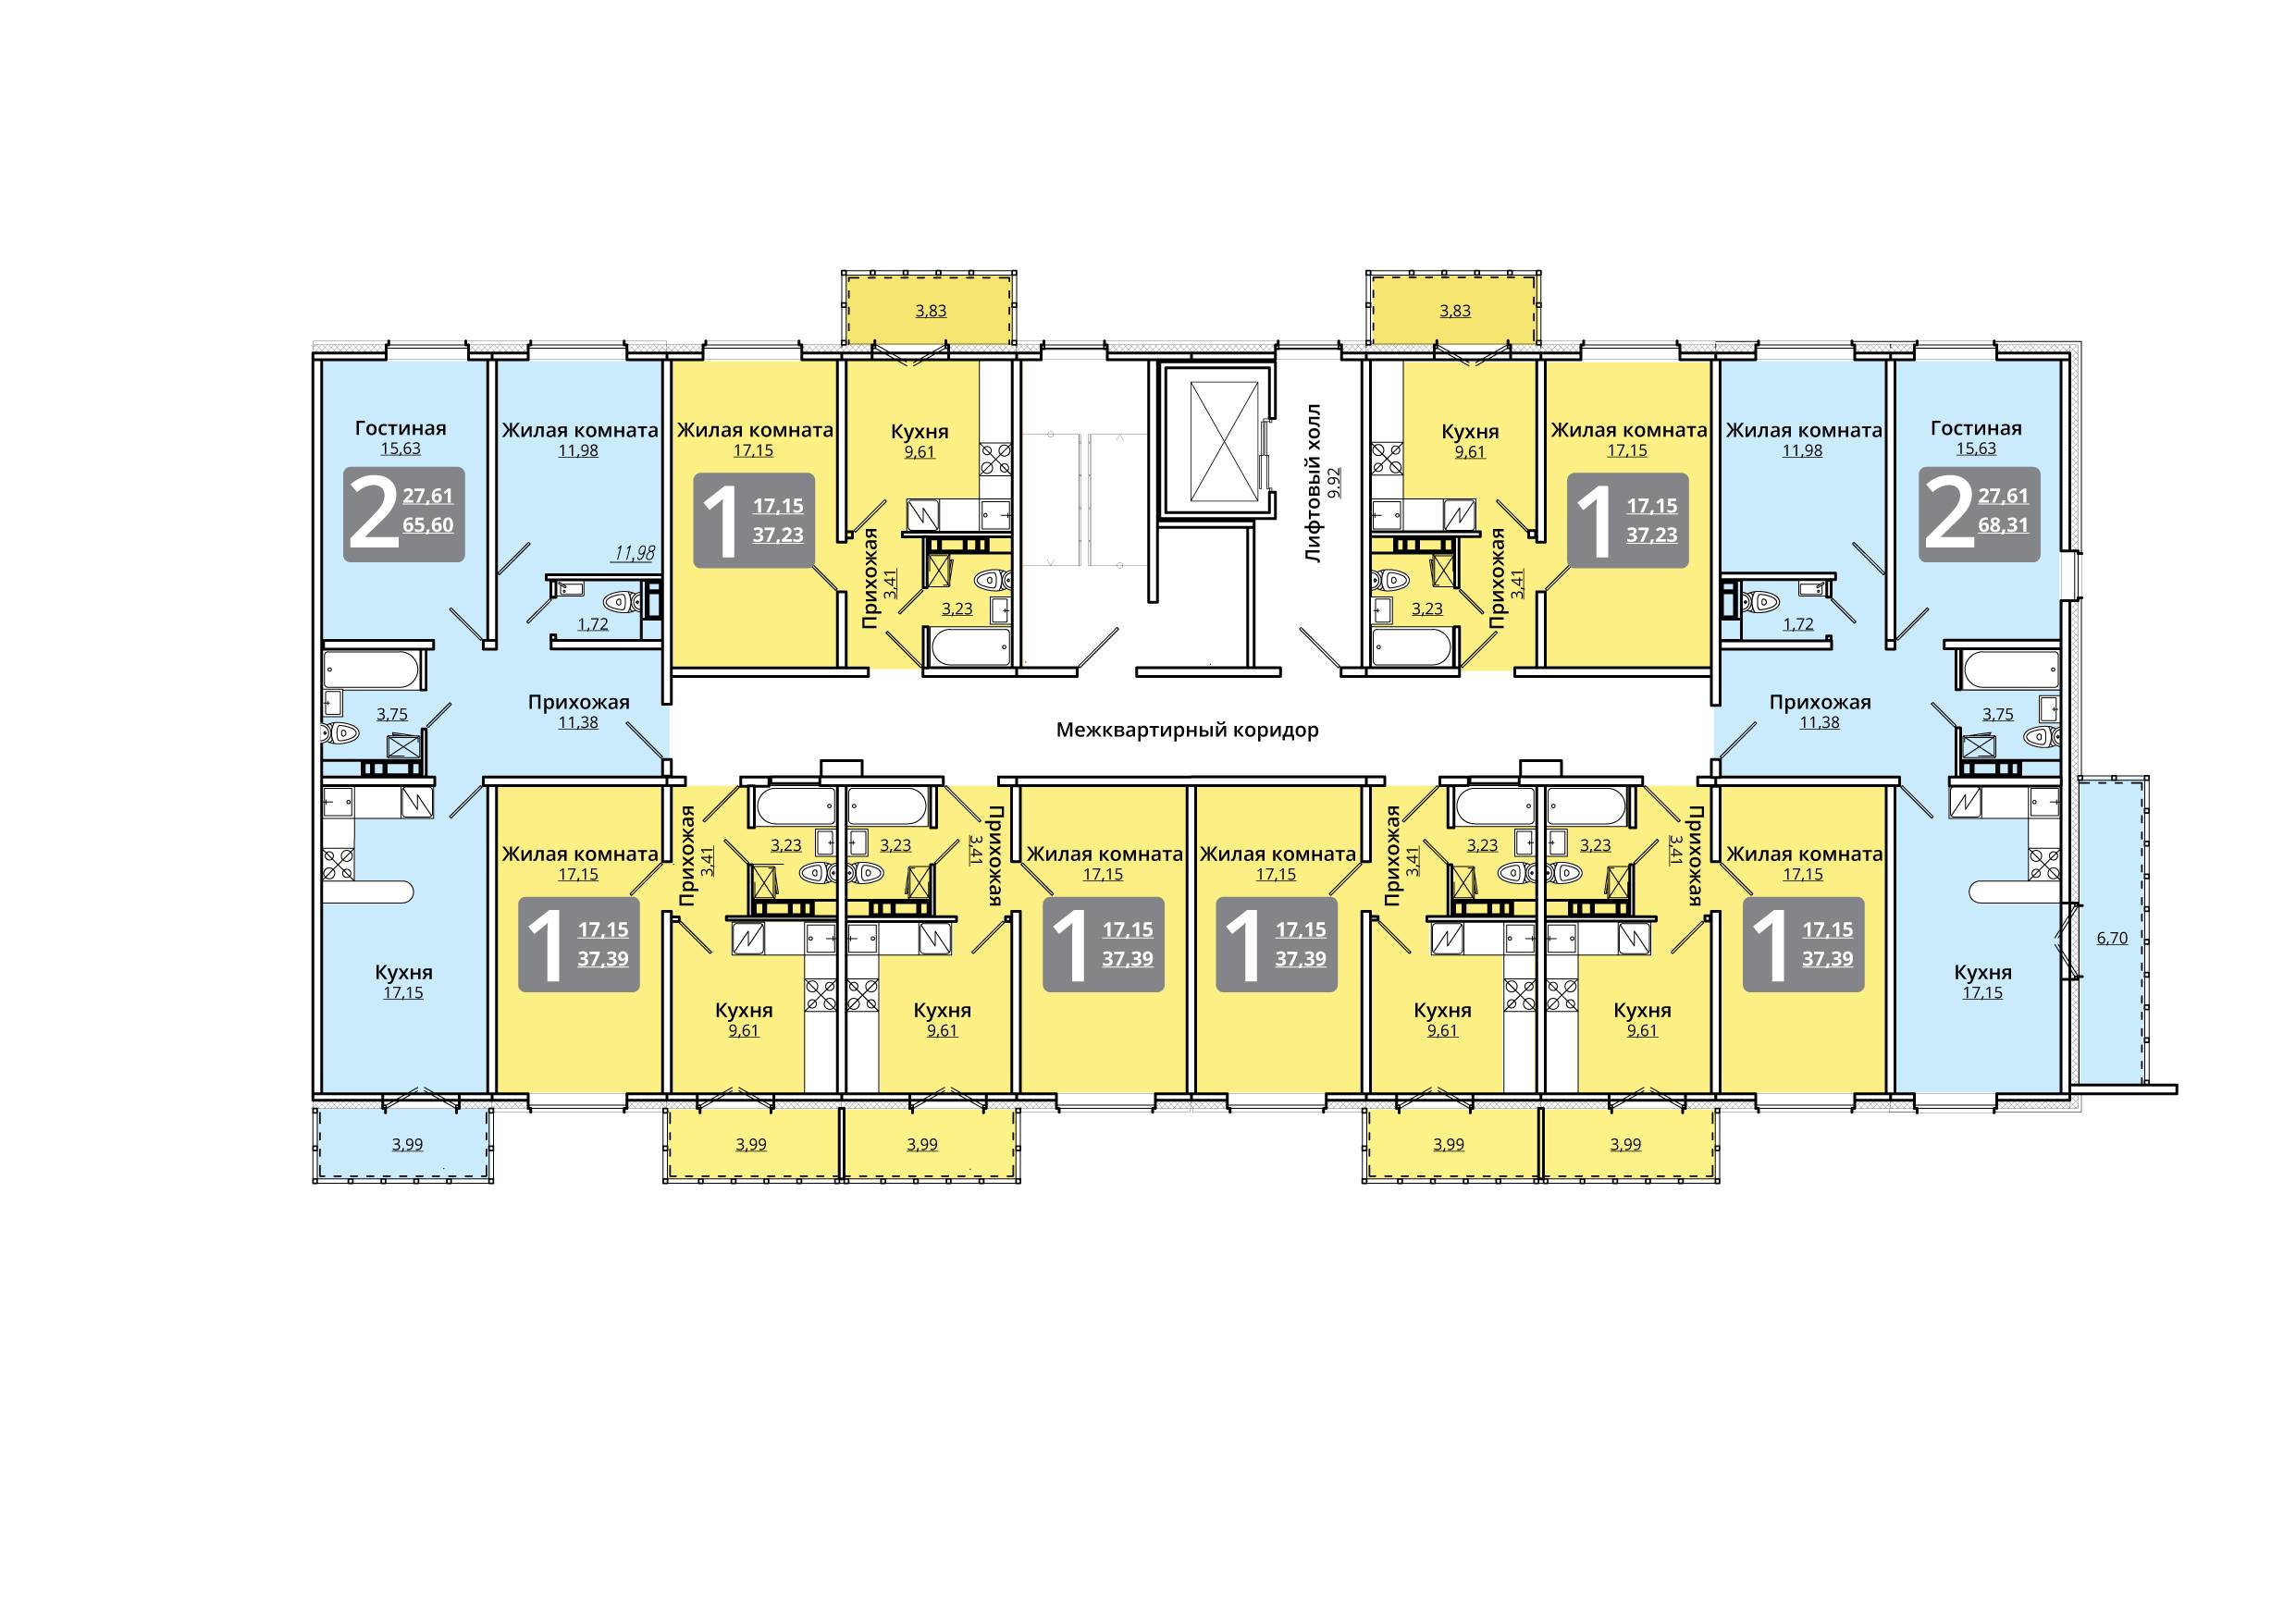 3,83
3,83
Гостиная
15,63
2
27,61
65,60
Жилая комната
11,98
11,98
1,72
Жилая комната
17,15
1
17,15
37,23
Кухня
9,61
Прихожая
3,41
3,23
Лифтовый холл
9,92
Кухня
9,61
Прихожая
3,41
3,23
Жилая комната
17,15
1
17,15
37,23
Жилая комната
11,98
1,72
Гостиная
15,63
2
27,61
68,31
3,75
Прихожая
11,38
Межквартирный коридор
Прихожая
11,38
3,75
Кухня
17,15
Жилая комната
17,15
1
17,15
37,39
Прихожая
3,41
3,23
Кухня
9,61
3,23
Прихожая
3,41
Кухня
9,61
Жилая комната
17,15
1
17,15
37,39
Жилая комната
17,15
1
17,15
37,39
Прихожая
3,41
3,23
Кухня
9,61
3,23
Прихожая
3,41
Кухня
9,61
Жилая комната
17,15
1
17,15
37,39
Кухня
17,15
6,70
3,99
3,99
3,99
3,99
3,99